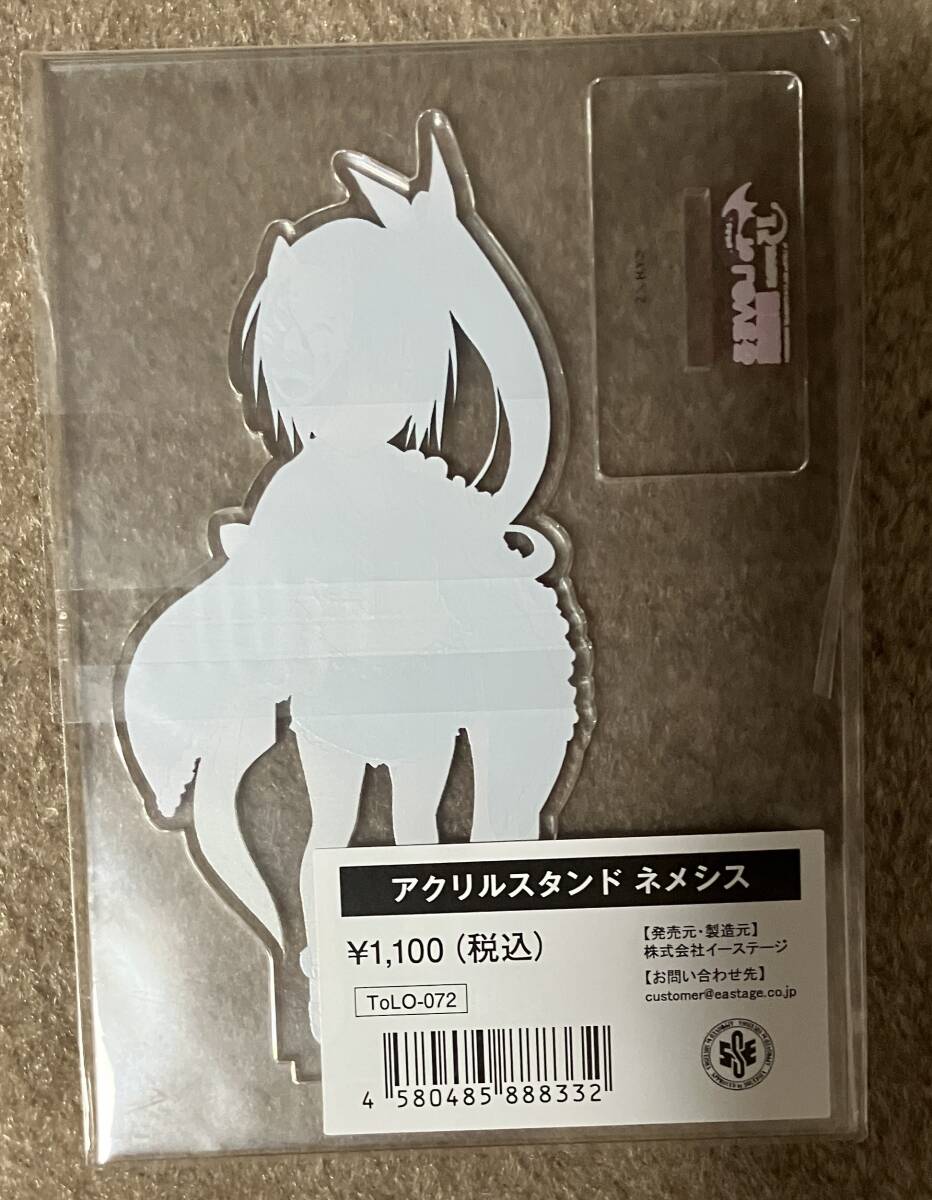 アクリルスタンド ネメシス
¥1,100 (税込)
ToLO-072
【発売元・製造元】
株式会社イーステージ
【お問い合わせ先】
customer@eastage.co.jp
4 580485 888332